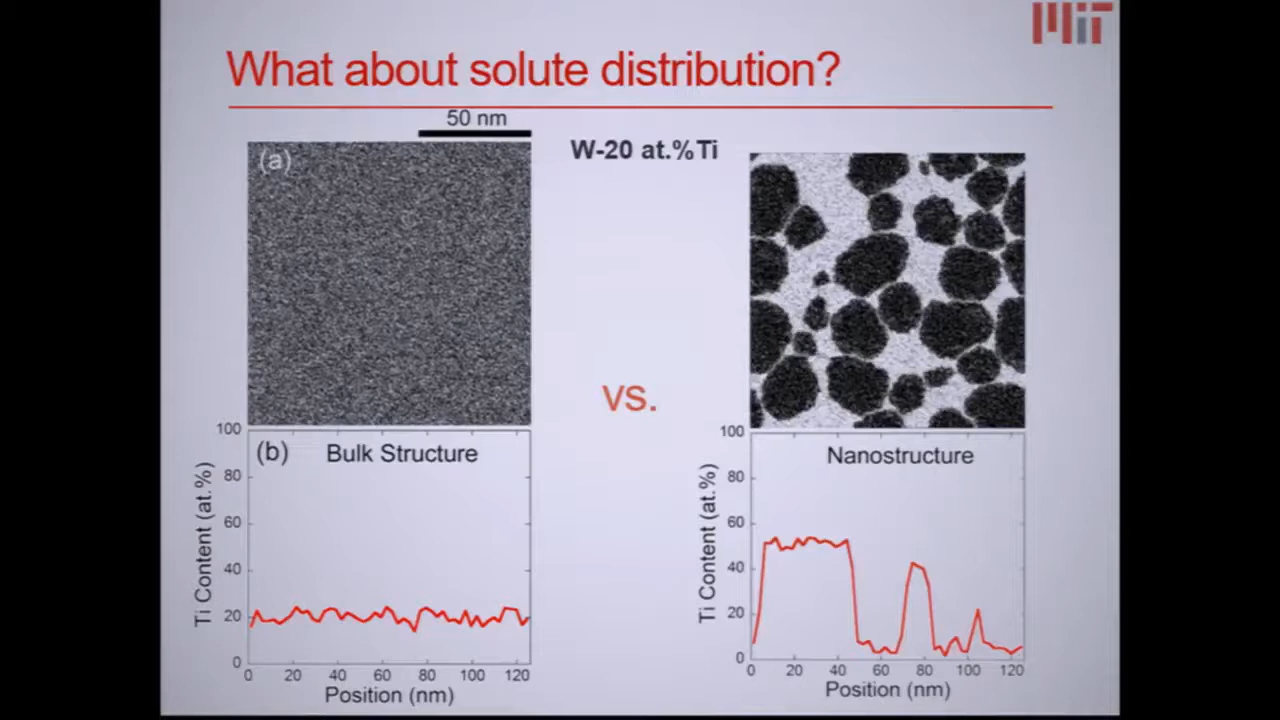 MIT
What about solute distribution?
50 nm
W-20 at.%Ti
(a)
vs.
(b)
Bulk Structure
Ti Content (at.%)
100
80
60
40
20
0
0 20 40 60 80 100 120
Position (nm)
Nanostructure
Ti Content (at.%)
100
80
60
40
20
0
0 20 40 60 80 100 120
Position (nm)